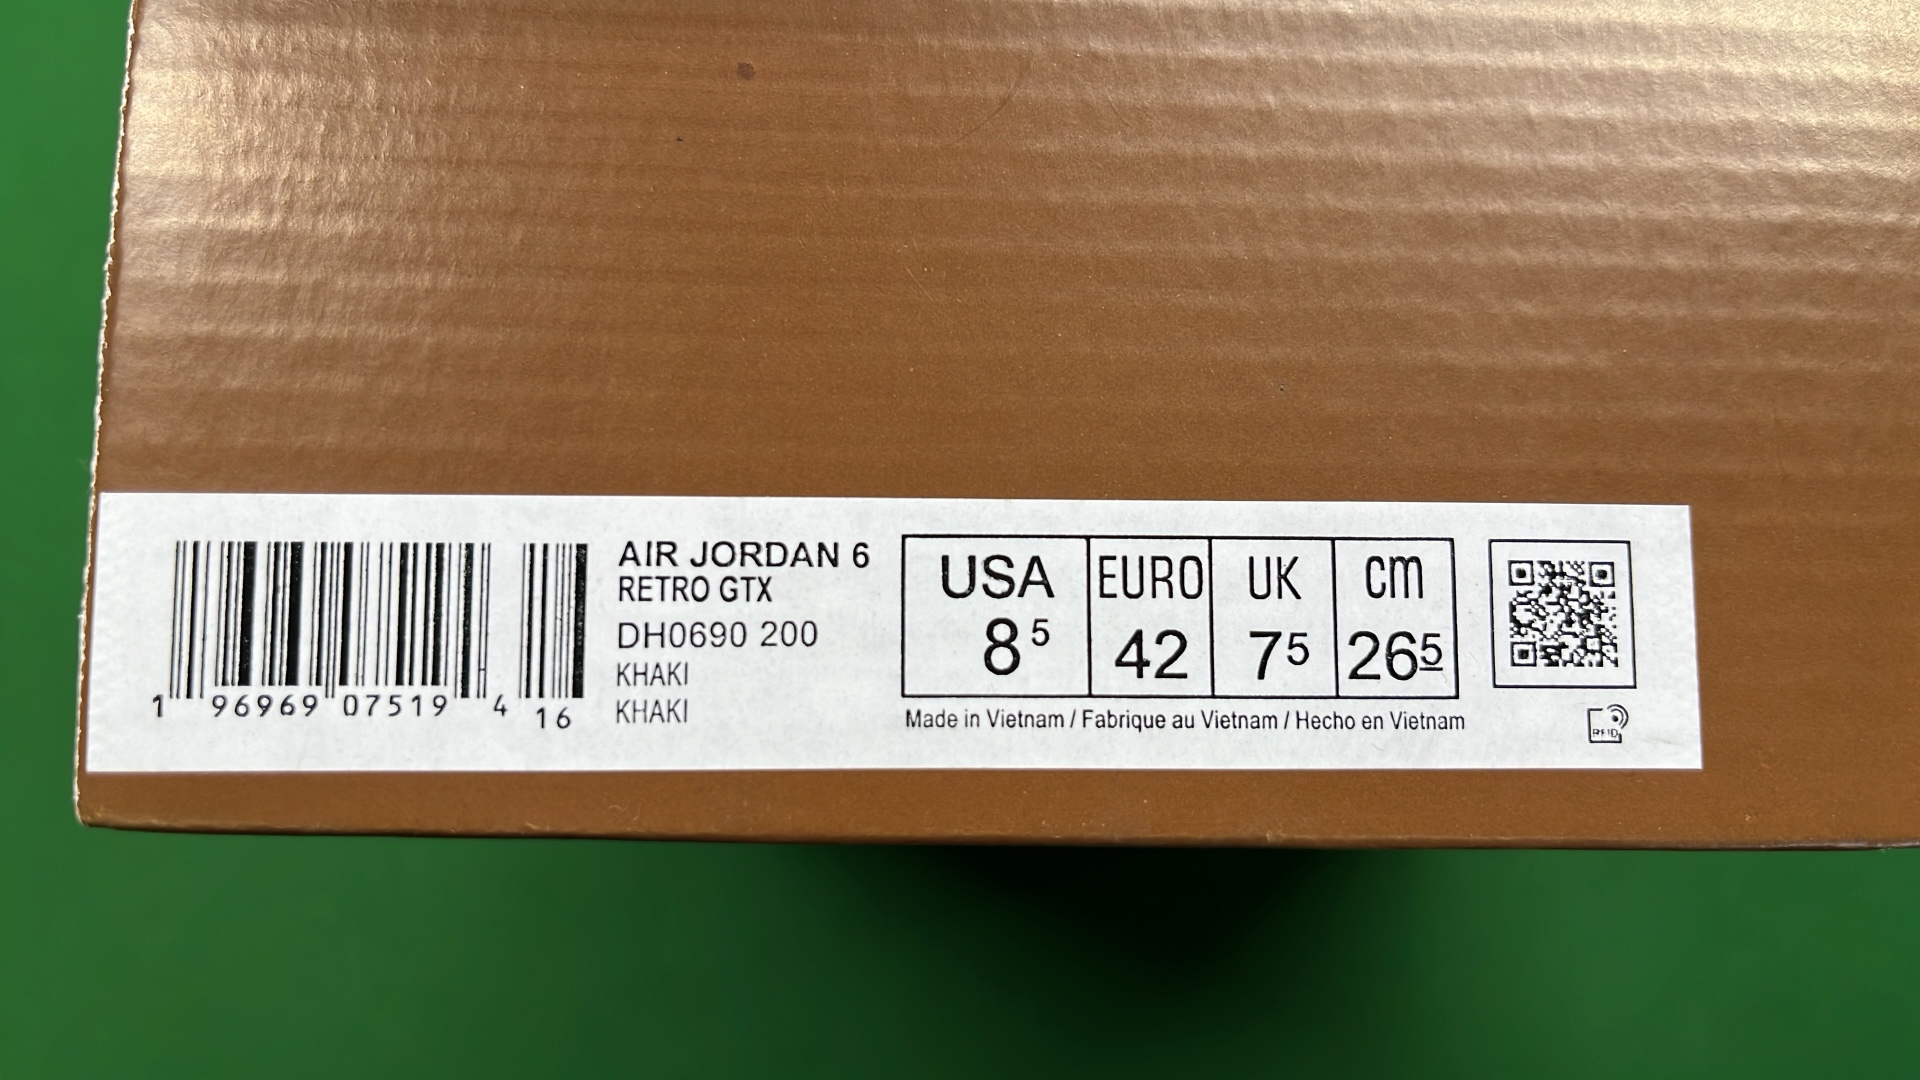 AIR JORDAN 6
RETRO GTX
DH0690 200
KHAKI
KHAKI
1 96969 07519 4 16
USA EURO UK cm
8 5 42 7 5 26 5
Made in Vietnam / Fabrique au Vietnam / Hecho en Vietnam
RFID